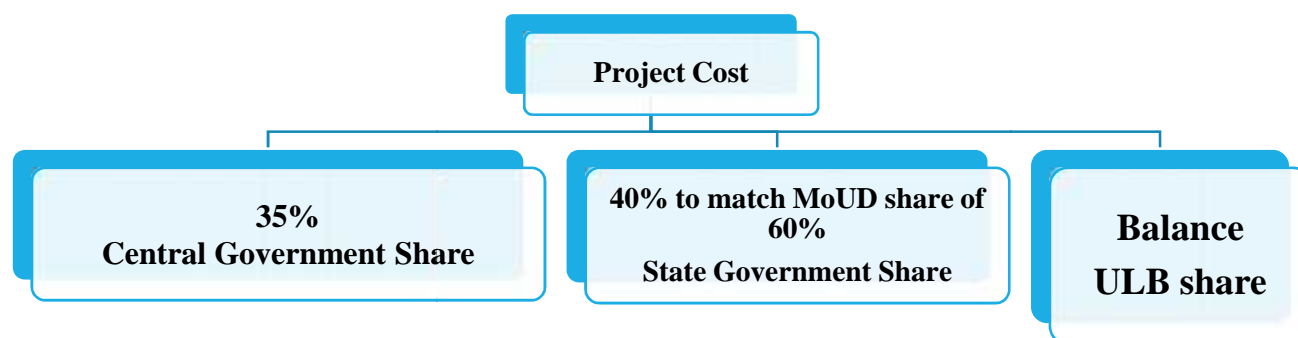 Project Cost
35%
Central Government Share
40% to match MoUD share of
60%
State Government Share
Balance
ULB share